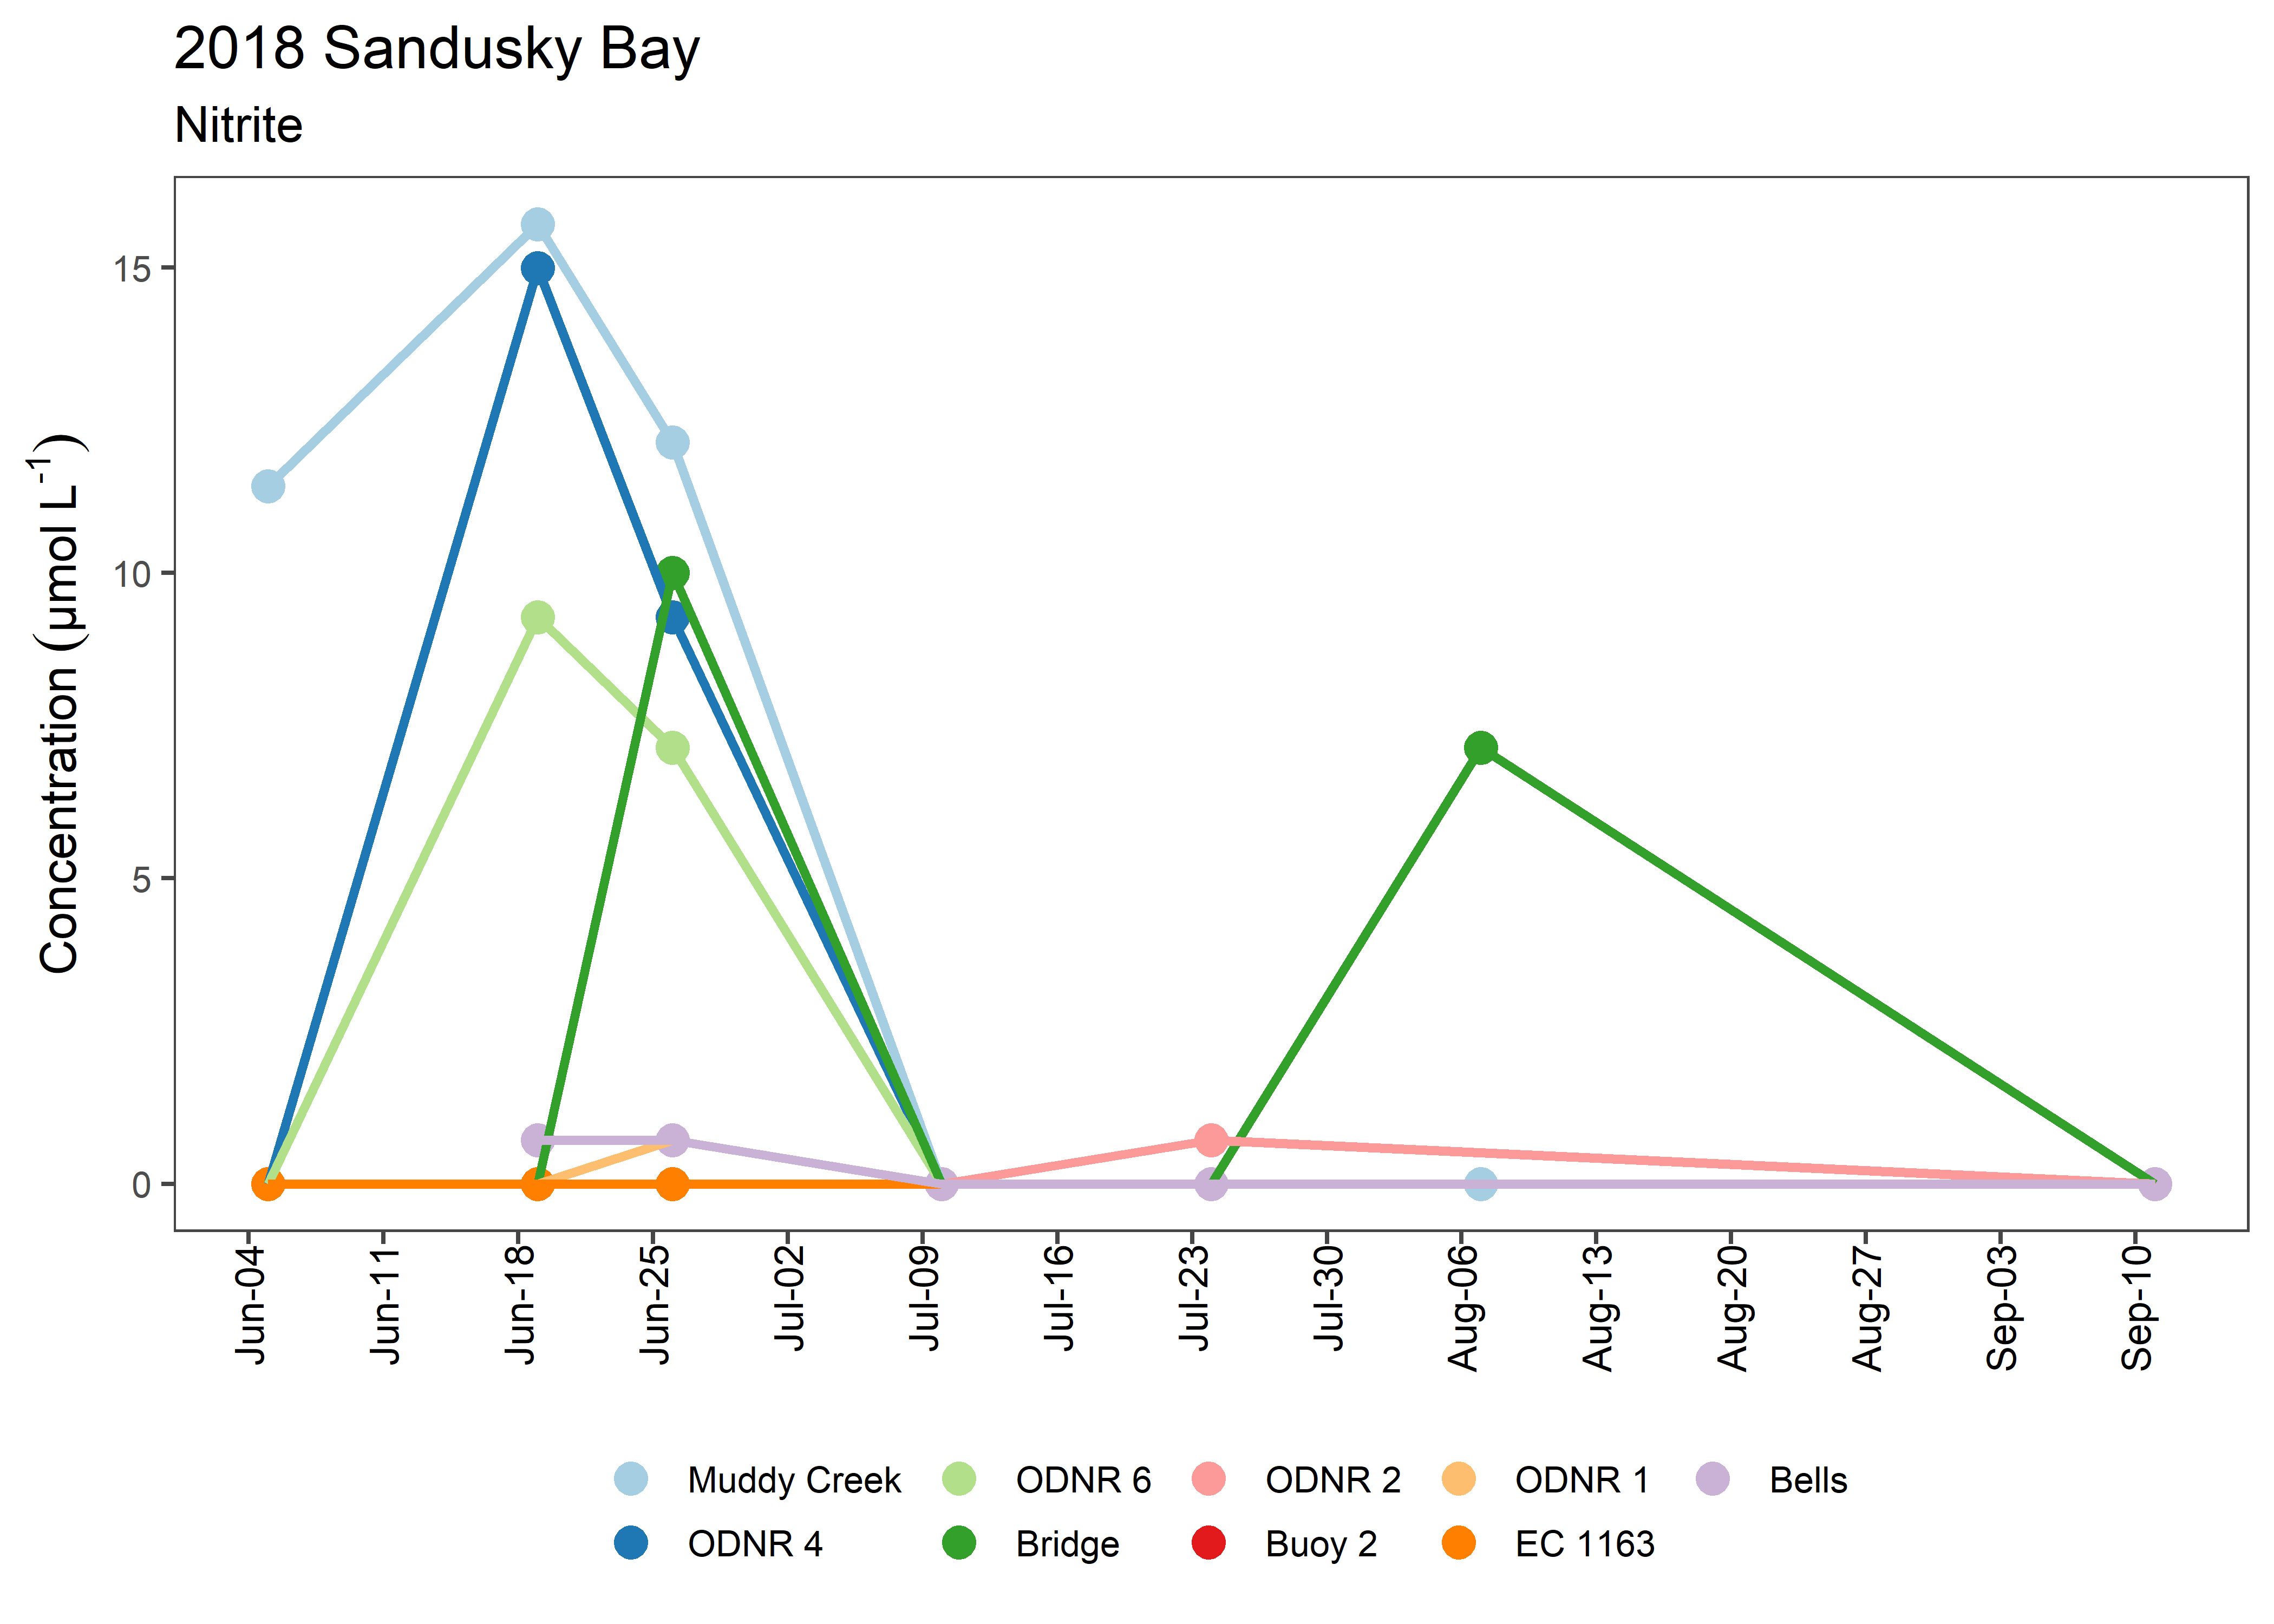 2018 Sandusky Bay
Nitrite
Concentration (µmol L⁻¹)
15
10
5
0
Jun-04
Jun-11
Jun-18
Jun-25
Jul-02
Jul-09
Jul-16
Jul-23
Jul-30
Aug-06
Aug-13
Aug-20
Aug-27
Sep-03
Sep-10
Muddy Creek
ODNR 6
ODNR 2
ODNR 1
Bells
ODNR 4
Bridge
Buoy 2
EC 1163